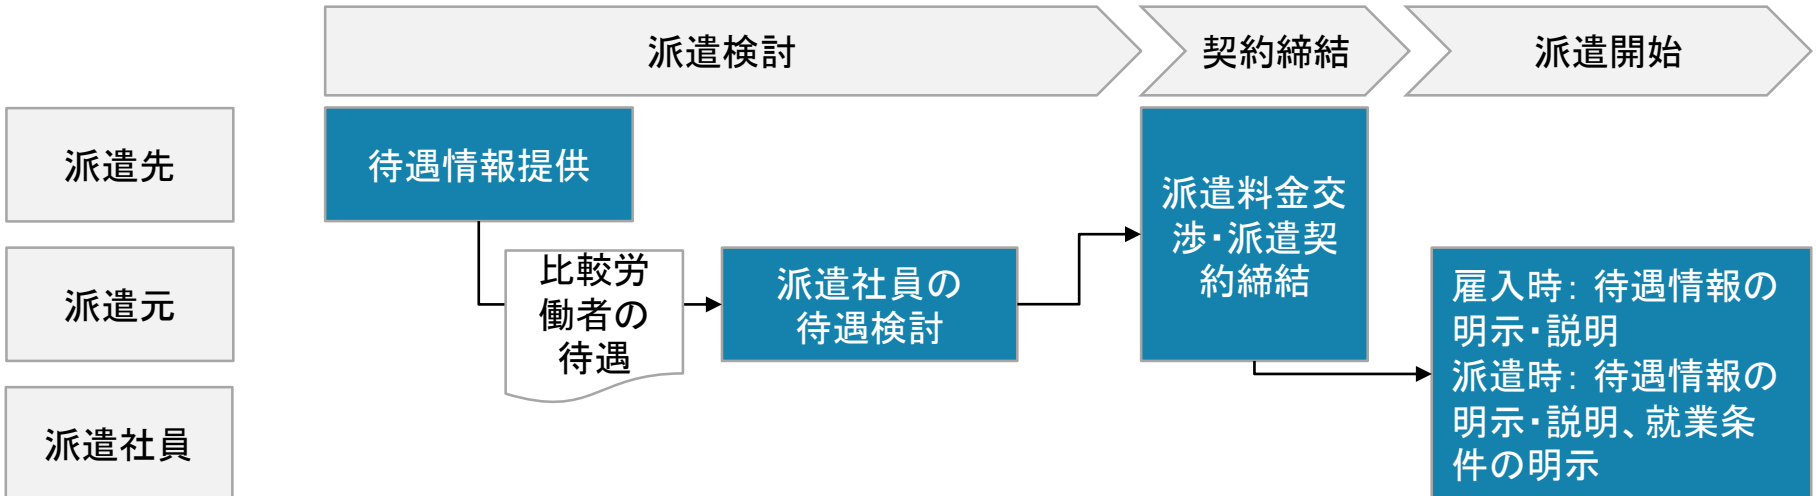 派遣検討
契約締結
派遣開始
派遣先
待遇情報提供
派遣料金交
渉・派遣契
約締結
派遣元
比較労
働者の
待遇
派遣社員の
待遇検討
雇入時：待遇情報の
明示・説明
派遣時：待遇情報の
明示・説明、就業条
件の明示
派遣社員